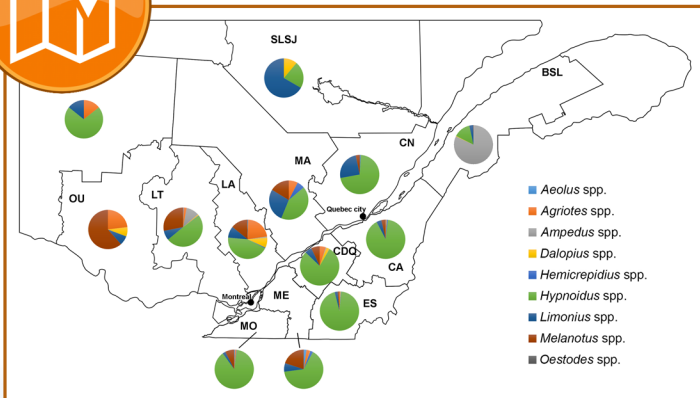 SLSJ
BSL
CN
MA
LA
LT
OU
Quebec city
CDQ
CA
Montreal
ME
ES
MO
Aeolus spp.
Agriotes spp.
Ampedus spp.
Dalopius spp.
Hemicrepidius spp.
Hypnoidus spp.
Limonius spp.
Melanotus spp.
Oestodes spp.